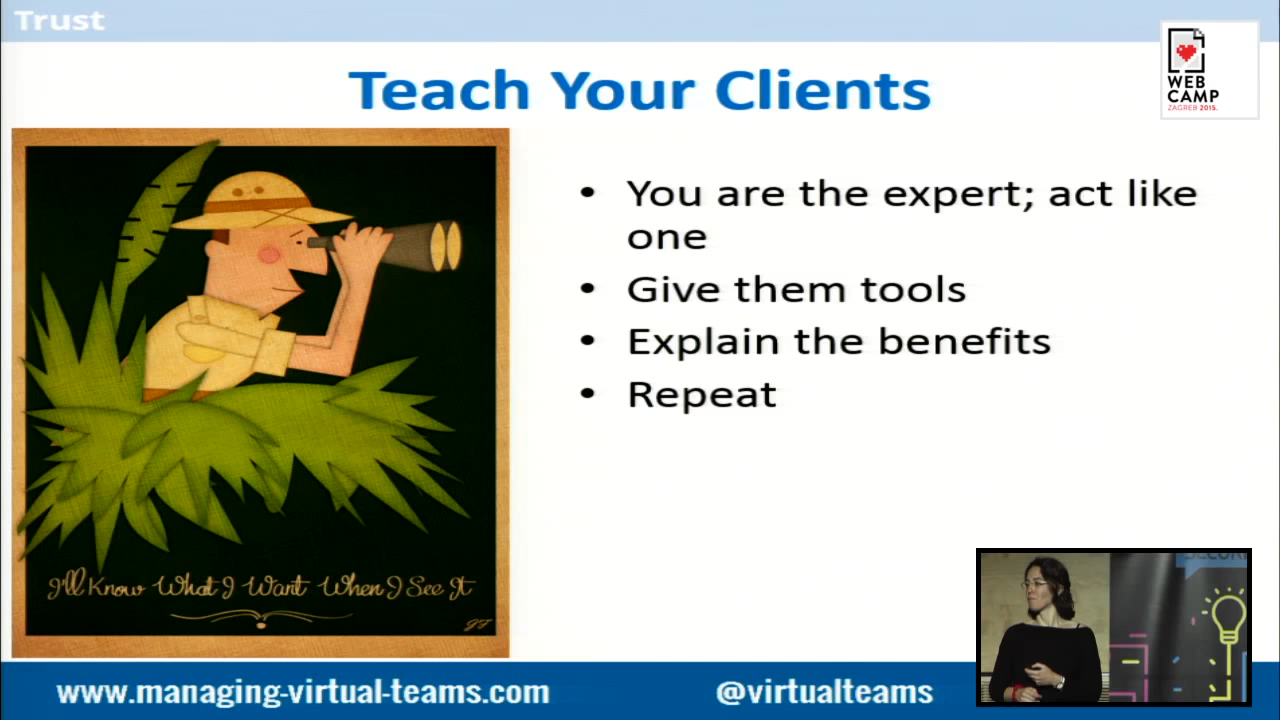 Trust
Teach Your Clients
WEB
CAMP
ZAGREB 2015.
• You are the expert; act like
one
• Give them tools
• Explain the benefits
• Repeat
I'll Know What I Want When I See It
JF
www.managing-virtual-teams.com
@virtualteams